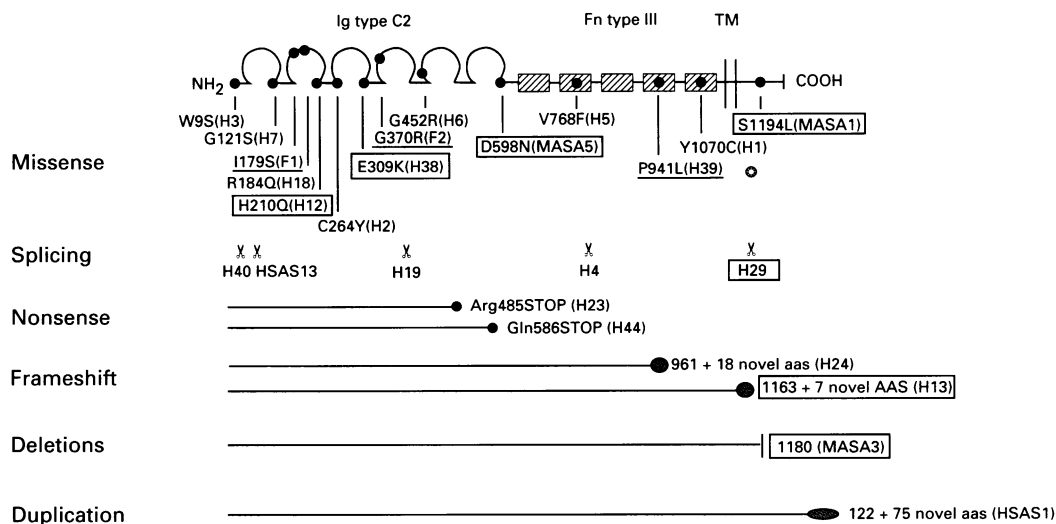 Ig type C2
Fn type III
TM
NH2
COOH
Missense
W9S(H3)
G121S(H7)
I179S(F1)
R184Q(H18)
H210Q(H12)
C264Y(H2)
E309K(H38)
G370R(F2)
G452R(H6)
D598N(MASA5)
V768F(H5)
P941L(H39)
Y1070C(H1)
S1194L(MASA1)
Splicing
H40 HSAS13
H19
H4
H29
Nonsense
Arg485STOP (H23)
Gln586STOP (H44)
Frameshift
961 + 18 novel aas (H24)
1163 + 7 novel AAS (H13)
Deletions
1180 (MASA3)
Duplication
122 + 75 novel aas (HSAS1)